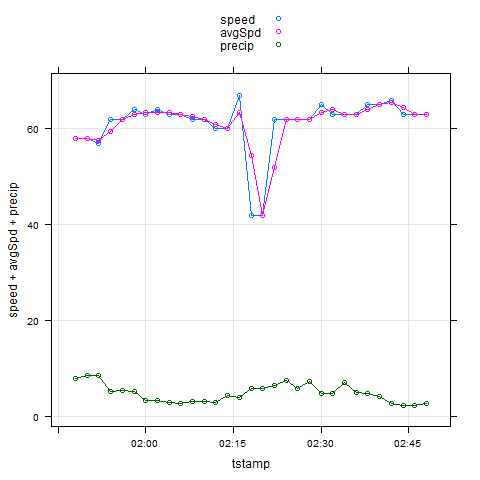 speed
avgSpd
precip
speed + avgSpd + precip
60
40
20
0
02:00 02:15 02:30 02:45
tstamp